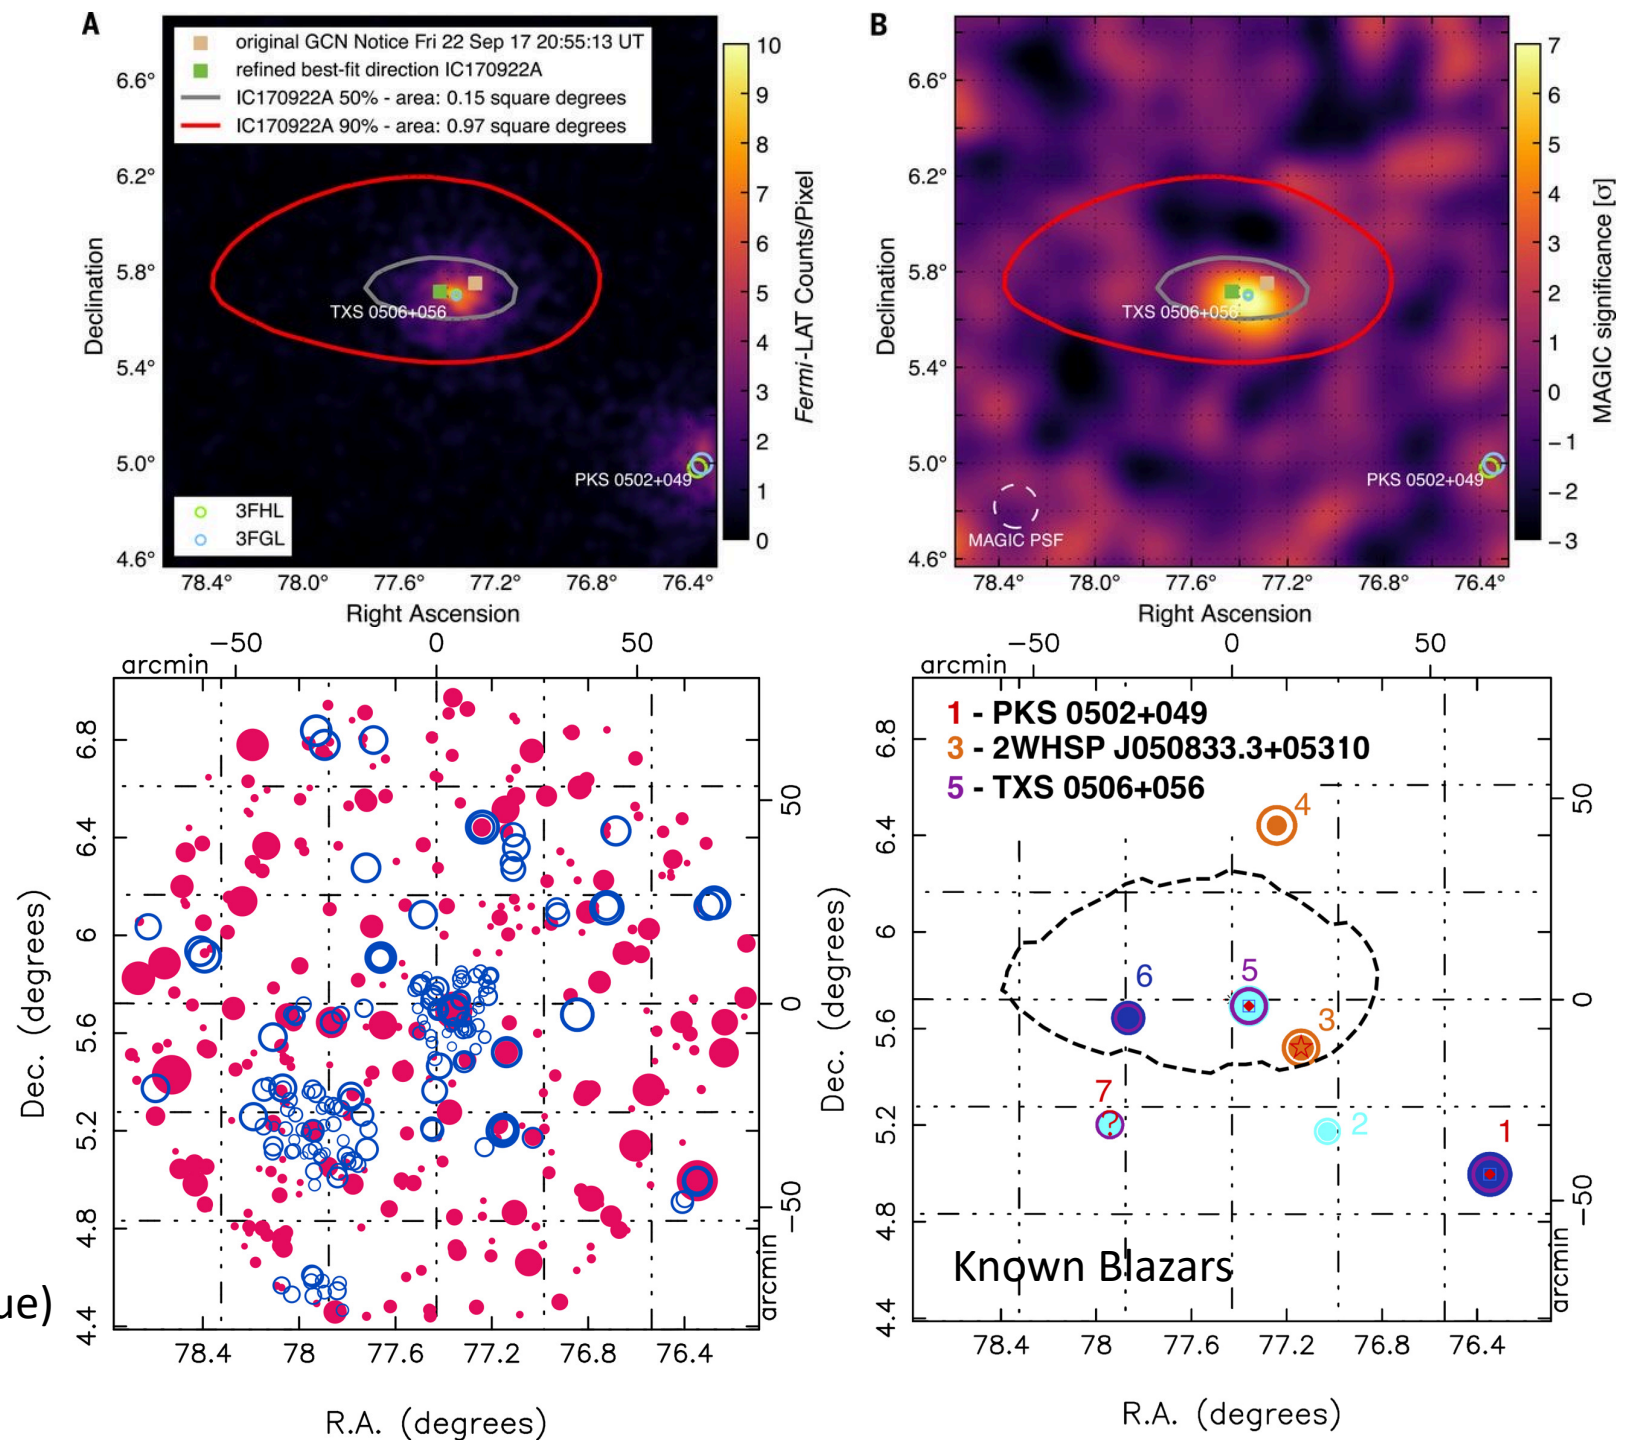 A
original GCN Notice Fri 22 Sep 17 20:55:13 UT
refined best-fit direction IC170922A
IC170922A 50% - area: 0.15 square degrees
IC170922A 90% - area: 0.97 square degrees
6.6°
6.2°
5.8°
5.4°
5.0°
4.6°
Declination
TXS 0506+056
PKS 0502+049
3FHL
3FGL
78.4°
78.0°
77.6°
77.2°
76.8°
76.4°
Right Ascension
10
9
8
7
6
5
4
3
2
1
0
Fermi-LAT Counts/Pixel
B
6.6°
6.2°
5.8°
5.4°
5.0°
4.6°
Declination
TXS 0506+056
PKS 0502+049
MAGIC PSF
78.4°
78.0°
77.6°
77.2°
76.8°
76.4°
Right Ascension
7
6
5
4
3
2
1
0
−1
−2
−3
MAGIC significance [σ]
arcmin
−50
0
50
6.8
6.4
6
5.6
5.2
4.8
4.4
Dec. (degrees)
50
0
−50
arcmin
78.4
78
77.6
77.2
76.8
76.4
R.A. (degrees)
ue)
arcmin
−50
0
50
1 - PKS 0502+049
3 - 2WHSP J050833.3+05310
5 - TXS 0506+056
4
6
5
3
7
?
2
1
Known Blazars
6.8
6.4
6
5.6
5.2
4.8
4.4
Dec. (degrees)
50
0
−50
arcmin
78.4
78
77.6
77.2
76.8
76.4
R.A. (degrees)